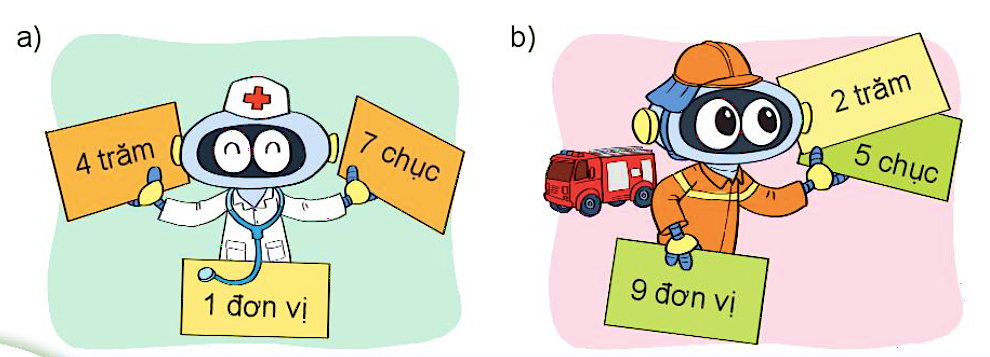 a)
4 trăm
7 chục
1 đơn vị
b)
2 trăm
5 chục
9 đơn vị